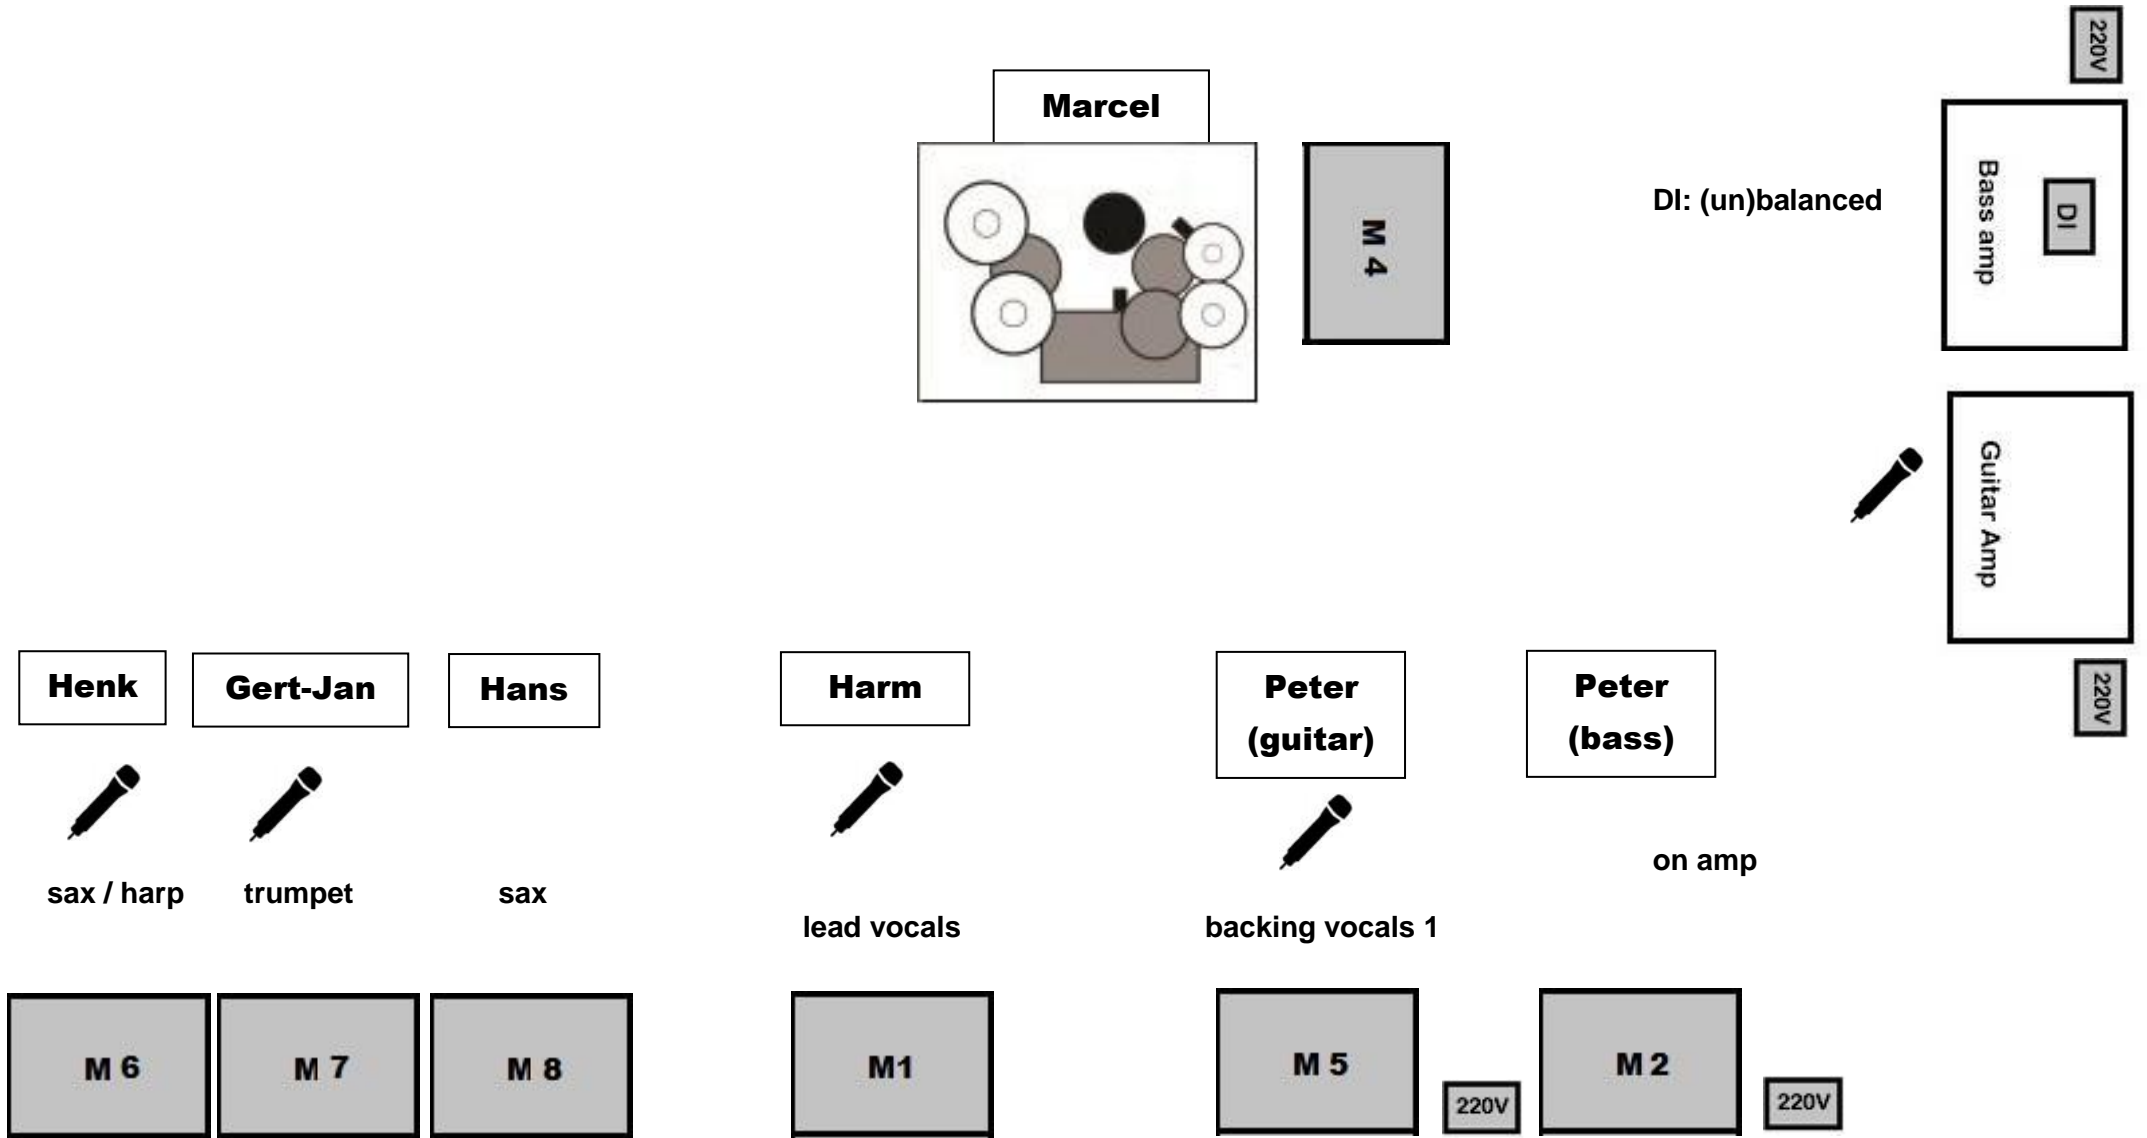 220V
Marcel
M 4
DI: (un)balanced
Bass amp
DI
Guitar Amp
220V
Henk
Gert-Jan
Hans
Harm
Peter
(guitar)
Peter
(bass)
on amp
sax / harp
trumpet
sax
lead vocals
backing vocals 1
M 6
M 7
M 8
M1
M 5
220V
M 2
220V